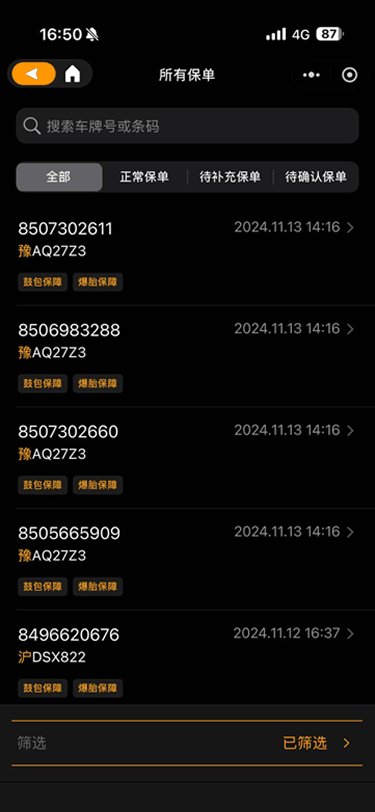 16:50 4G 87
所有保单
搜索车牌号或条码
全部 正常保单 待补充保单 待确认保单
8507302611 2024.11.13 14:16
豫AQ27Z3
鼓包保障 爆胎保障
8506983288 2024.11.13 14:16
豫AQ27Z3
鼓包保障 爆胎保障
8507302660 2024.11.13 14:16
豫AQ27Z3
鼓包保障 爆胎保障
8505665909 2024.11.13 14:16
豫AQ27Z3
鼓包保障 爆胎保障
8496620676 2024.11.12 16:37
沪DSX822
鼓包保障 爆胎保障
筛选 已筛选